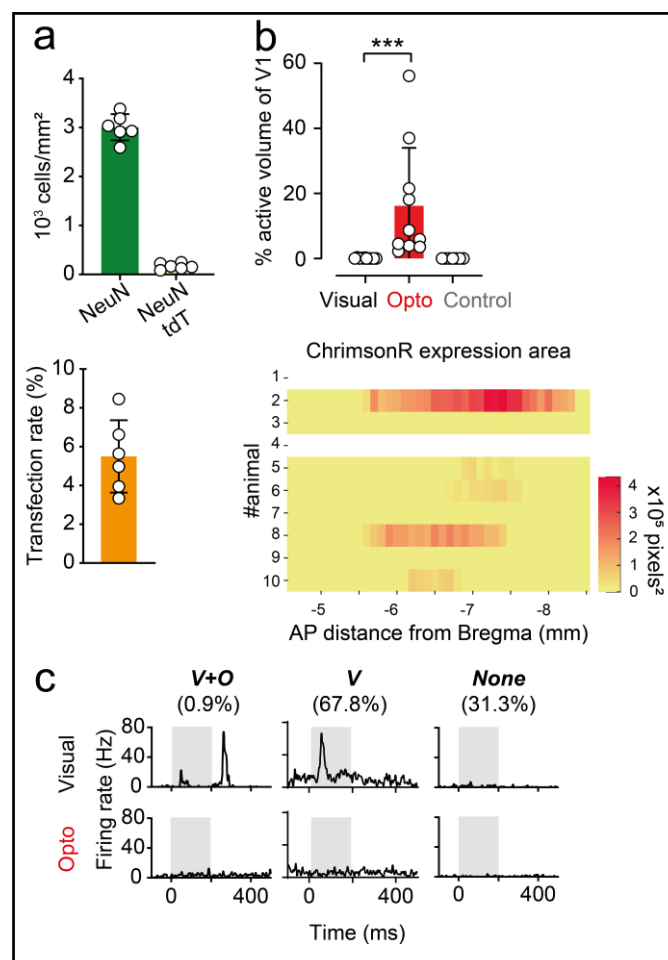 a
4
3
2
1
0
10³ cells/mm²
NeuN
NeuN
tdT
10
8
6
4
2
0
Transfection rate (%)
b
***
60
40
20
0
% active volume of V1
Visual
Opto
Control
ChrimsonR expression area
1
2
3
4
5
6
7
8
9
10
#animal
-5
-6
-7
-8
AP distance from Bregma (mm)
4
3
2
1
0
x10⁵ pixels²
c
V+O
(0.9%)
V
(67.8%)
None
(31.3%)
Visual
Opto
Firing rate (Hz)
80
40
0
80
40
0
0
400
0
400
0
400
Time (ms)